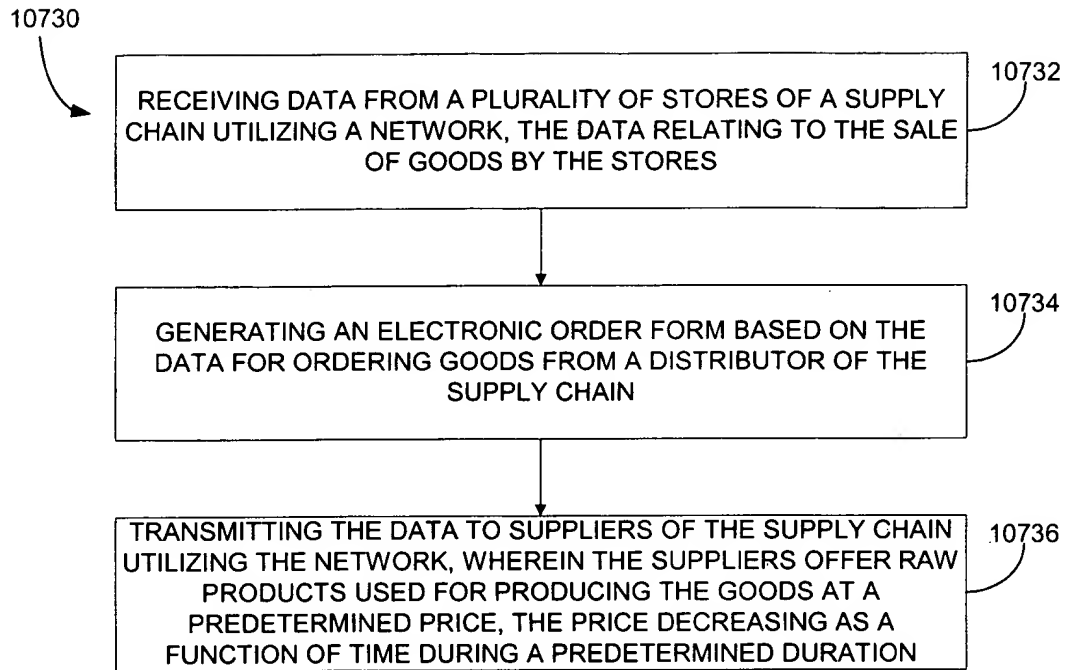 10730
10732
RECEIVING DATA FROM A PLURALITY OF STORES OF A SUPPLY
CHAIN UTILIZING A NETWORK, THE DATA RELATING TO THE SALE
OF GOODS BY THE STORES
10734
GENERATING AN ELECTRONIC ORDER FORM BASED ON THE
DATA FOR ORDERING GOODS FROM A DISTRIBUTOR OF THE
SUPPLY CHAIN
10736
TRANSMITTING THE DATA TO SUPPLIERS OF THE SUPPLY CHAIN
UTILIZING THE NETWORK, WHEREIN THE SUPPLIERS OFFER RAW
PRODUCTS USED FOR PRODUCING THE GOODS AT A
PREDETERMINED PRICE, THE PRICE DECREASING AS A
FUNCTION OF TIME DURING A PREDETERMINED DURATION